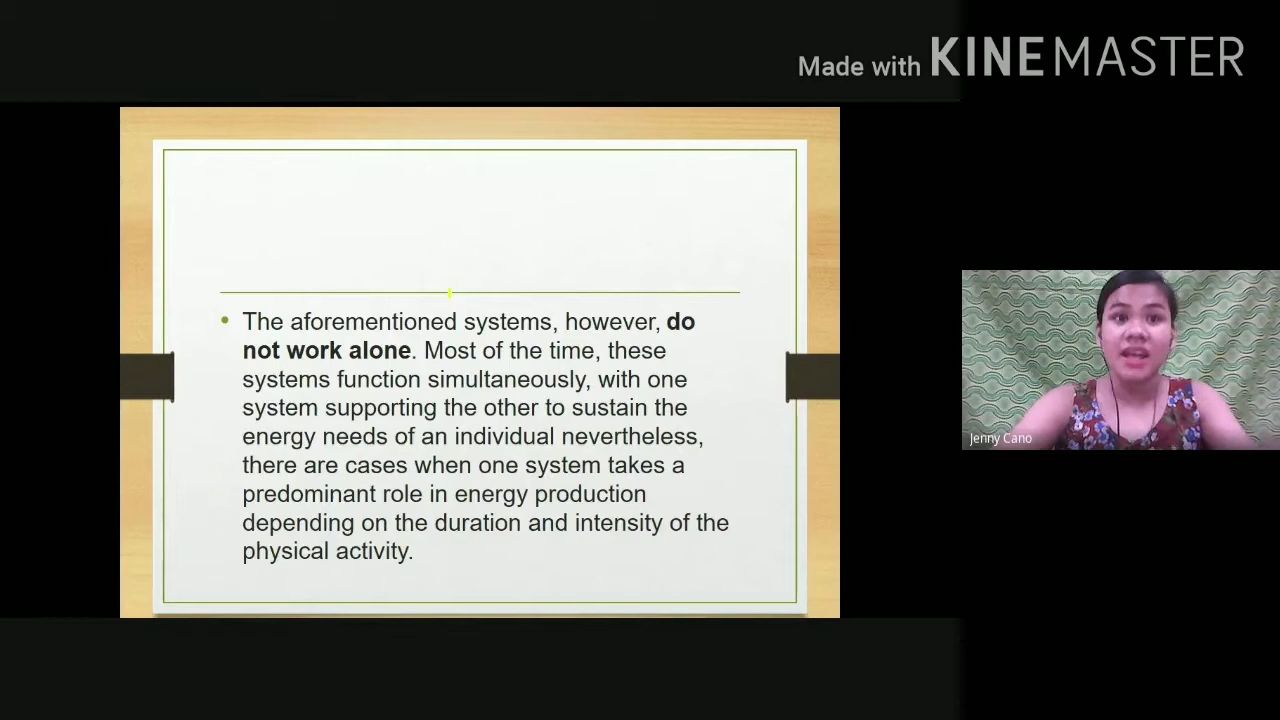 Made with KINEMASTER
• The aforementioned systems, however, do
not work alone. Most of the time, these
systems function simultaneously, with one
system supporting the other to sustain the
energy needs of an individual nevertheless,
there are cases when one system takes a
predominant role in energy production
depending on the duration and intensity of the
physical activity.
Jenny Cano